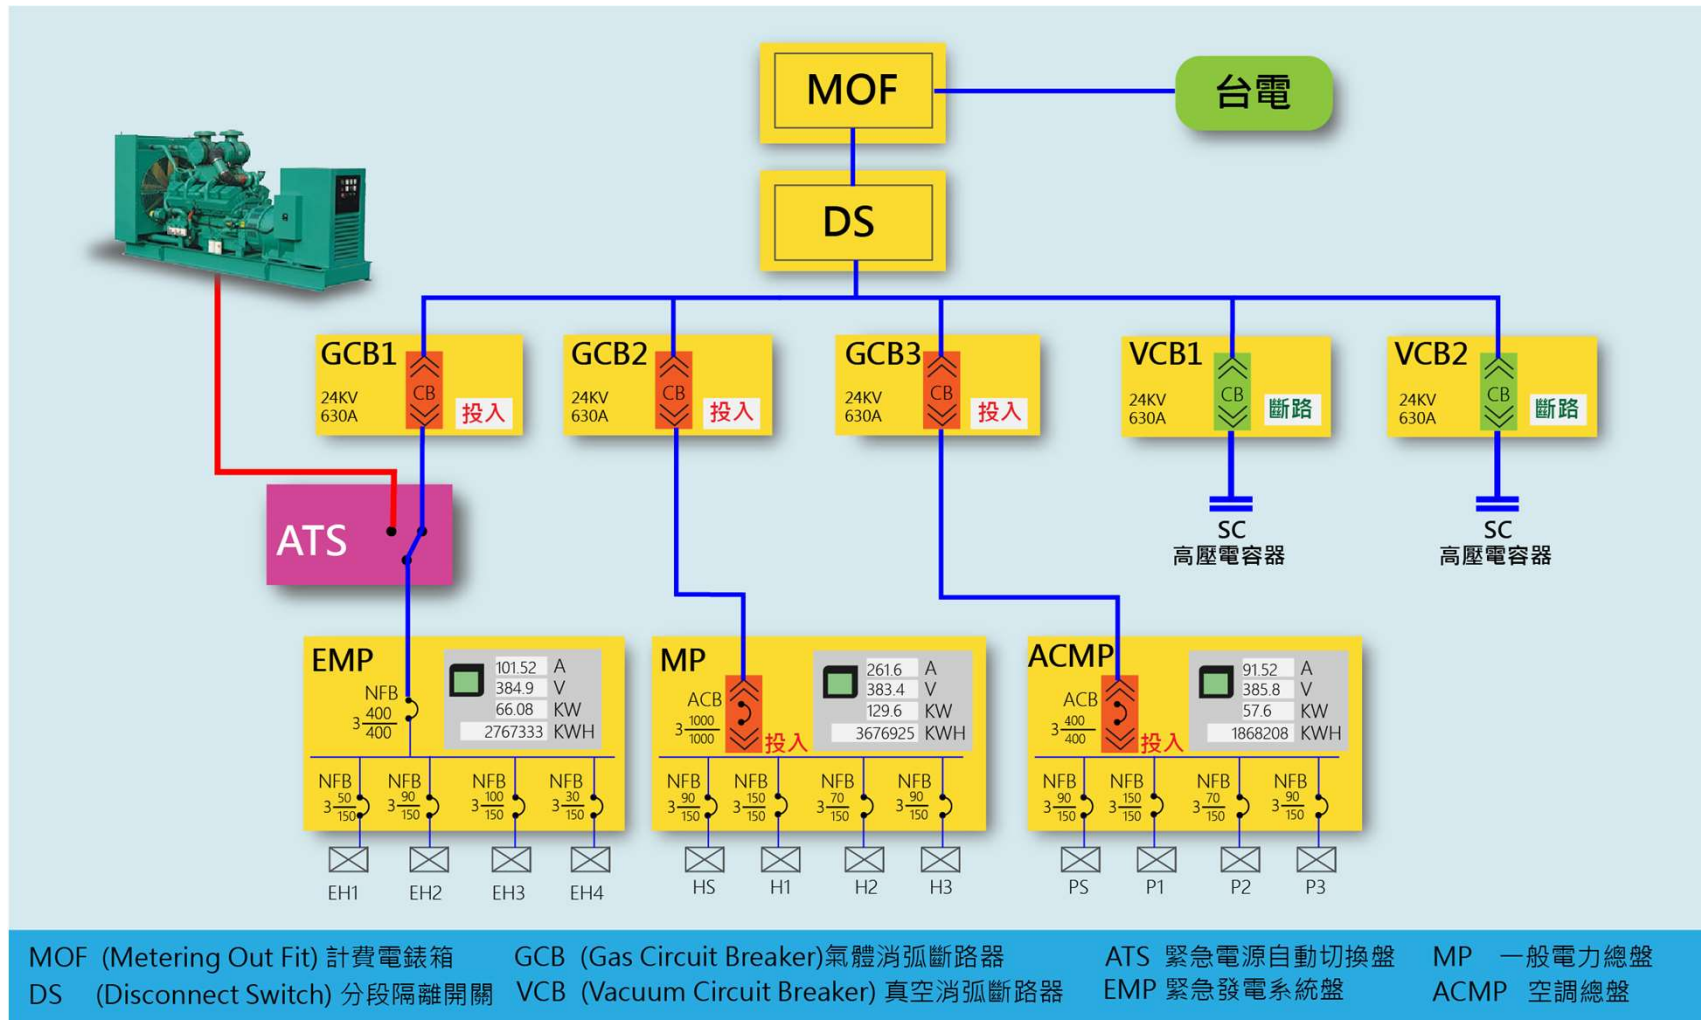 MOF
台電
DS
GCB1
24KV
630A
CB
投入
GCB2
24KV
630A
CB
投入
GCB3
24KV
630A
CB
投入
VCB1
24KV
630A
CB
斷路
VCB2
24KV
630A
CB
斷路
ATS
SC
高壓電容器
SC
高壓電容器
EMP
NFB
3 400/400
101.52 A
384.9 V
66.08 KW
2767333 KWH
NFB
3 50/150
NFB
3 90/150
NFB
3 100/150
NFB
3 30/150
EH1
EH2
EH3
EH4
MP
ACB
3 1000/1000
投入
261.6 A
383.4 V
129.6 KW
3676925 KWH
NFB
3 90/150
NFB
3 150/150
NFB
3 70/150
NFB
3 90/150
HS
H1
H2
H3
ACMP
ACB
3 400/400
投入
91.52 A
385.8 V
57.6 KW
1868208 KWH
NFB
3 90/150
NFB
3 150/150
NFB
3 70/150
NFB
3 90/150
PS
P1
P2
P3
MOF (Metering Out Fit) 計費電錶箱
DS (Disconnect Switch) 分段隔離開關
GCB (Gas Circuit Breaker)氣體消弧斷路器
VCB (Vacuum Circuit Breaker) 真空消弧斷路器
ATS 緊急電源自動切換盤
EMP 緊急發電系統盤
MP 一般電力總盤
ACMP 空調總盤